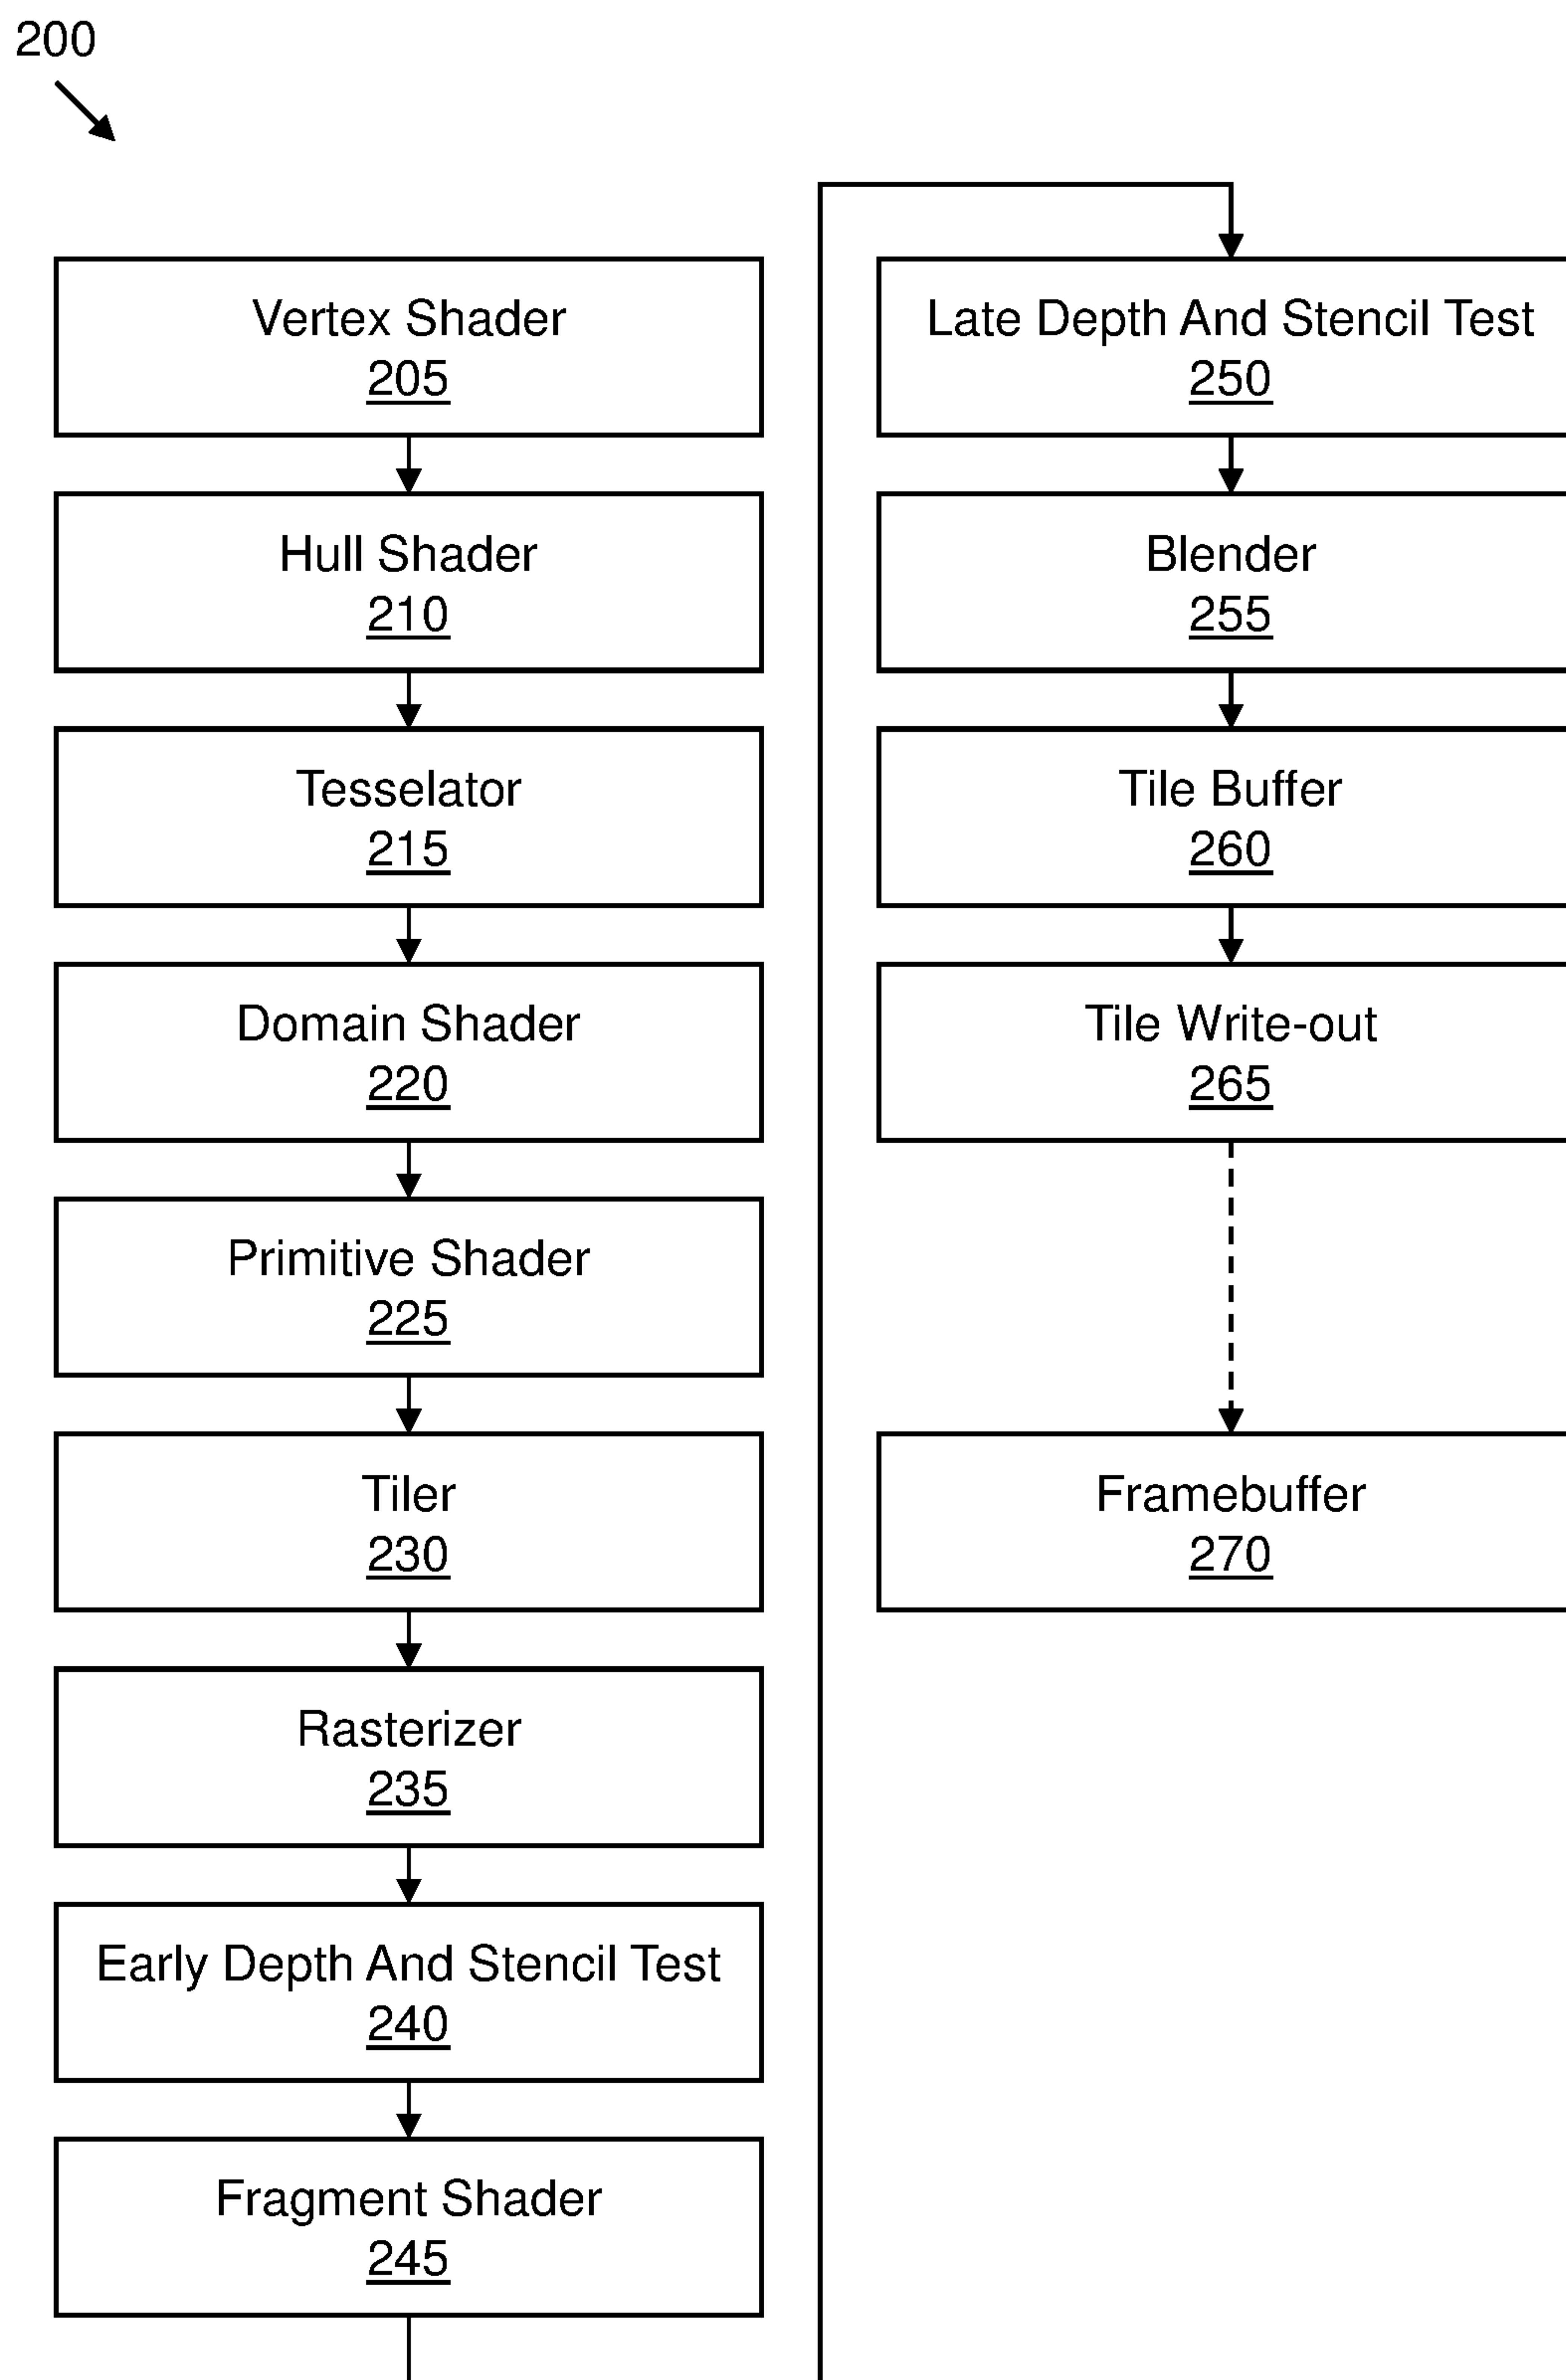 200
Vertex Shader
205
Hull Shader
210
Tesselator
215
Domain Shader
220
Primitive Shader
225
Tiler
230
Rasterizer
235
Early Depth And Stencil Test
240
Fragment Shader
245
Late Depth And Stencil Test
250
Blender
255
Tile Buffer
260
Tile Write-out
265
Framebuffer
270